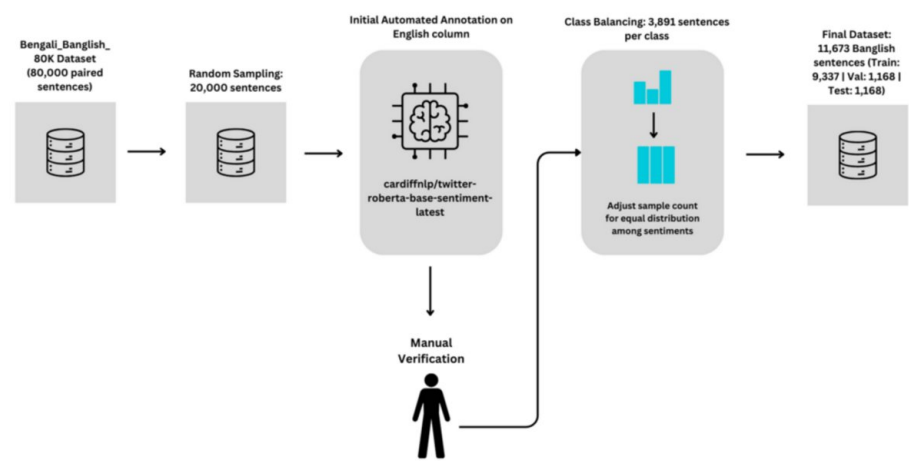 Bengali_Banglish_
80K Dataset
(80,000 paired
sentences)
Random Sampling:
20,000 sentences
Initial Automated Annotation on
English column
cardiffnlp/twitter-
roberta-base-sentiment-
latest
Manual
Verification
Class Balancing: 3,891 sentences
per class
Adjust sample count
for equal distribution
among sentiments
Final Dataset:
11,673 Banglish
sentences (Train:
9,337 | Val: 1,168 |
Test: 1,168)